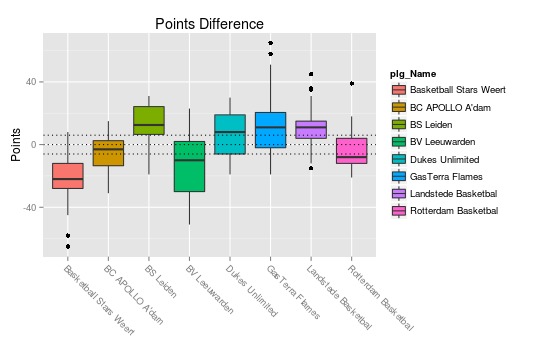 Points Difference
Points
40
0
-40
Basketball Stars Weert
BC APOLLO A'dam
BS Leiden
BV Leeuwarden
Dukes Unlimited
GasTerra Flames
Landstede Basketbal
Rotterdam Basketbal
plg_Name
Basketball Stars Weert
BC APOLLO A'dam
BS Leiden
BV Leeuwarden
Dukes Unlimited
GasTerra Flames
Landstede Basketbal
Rotterdam Basketbal